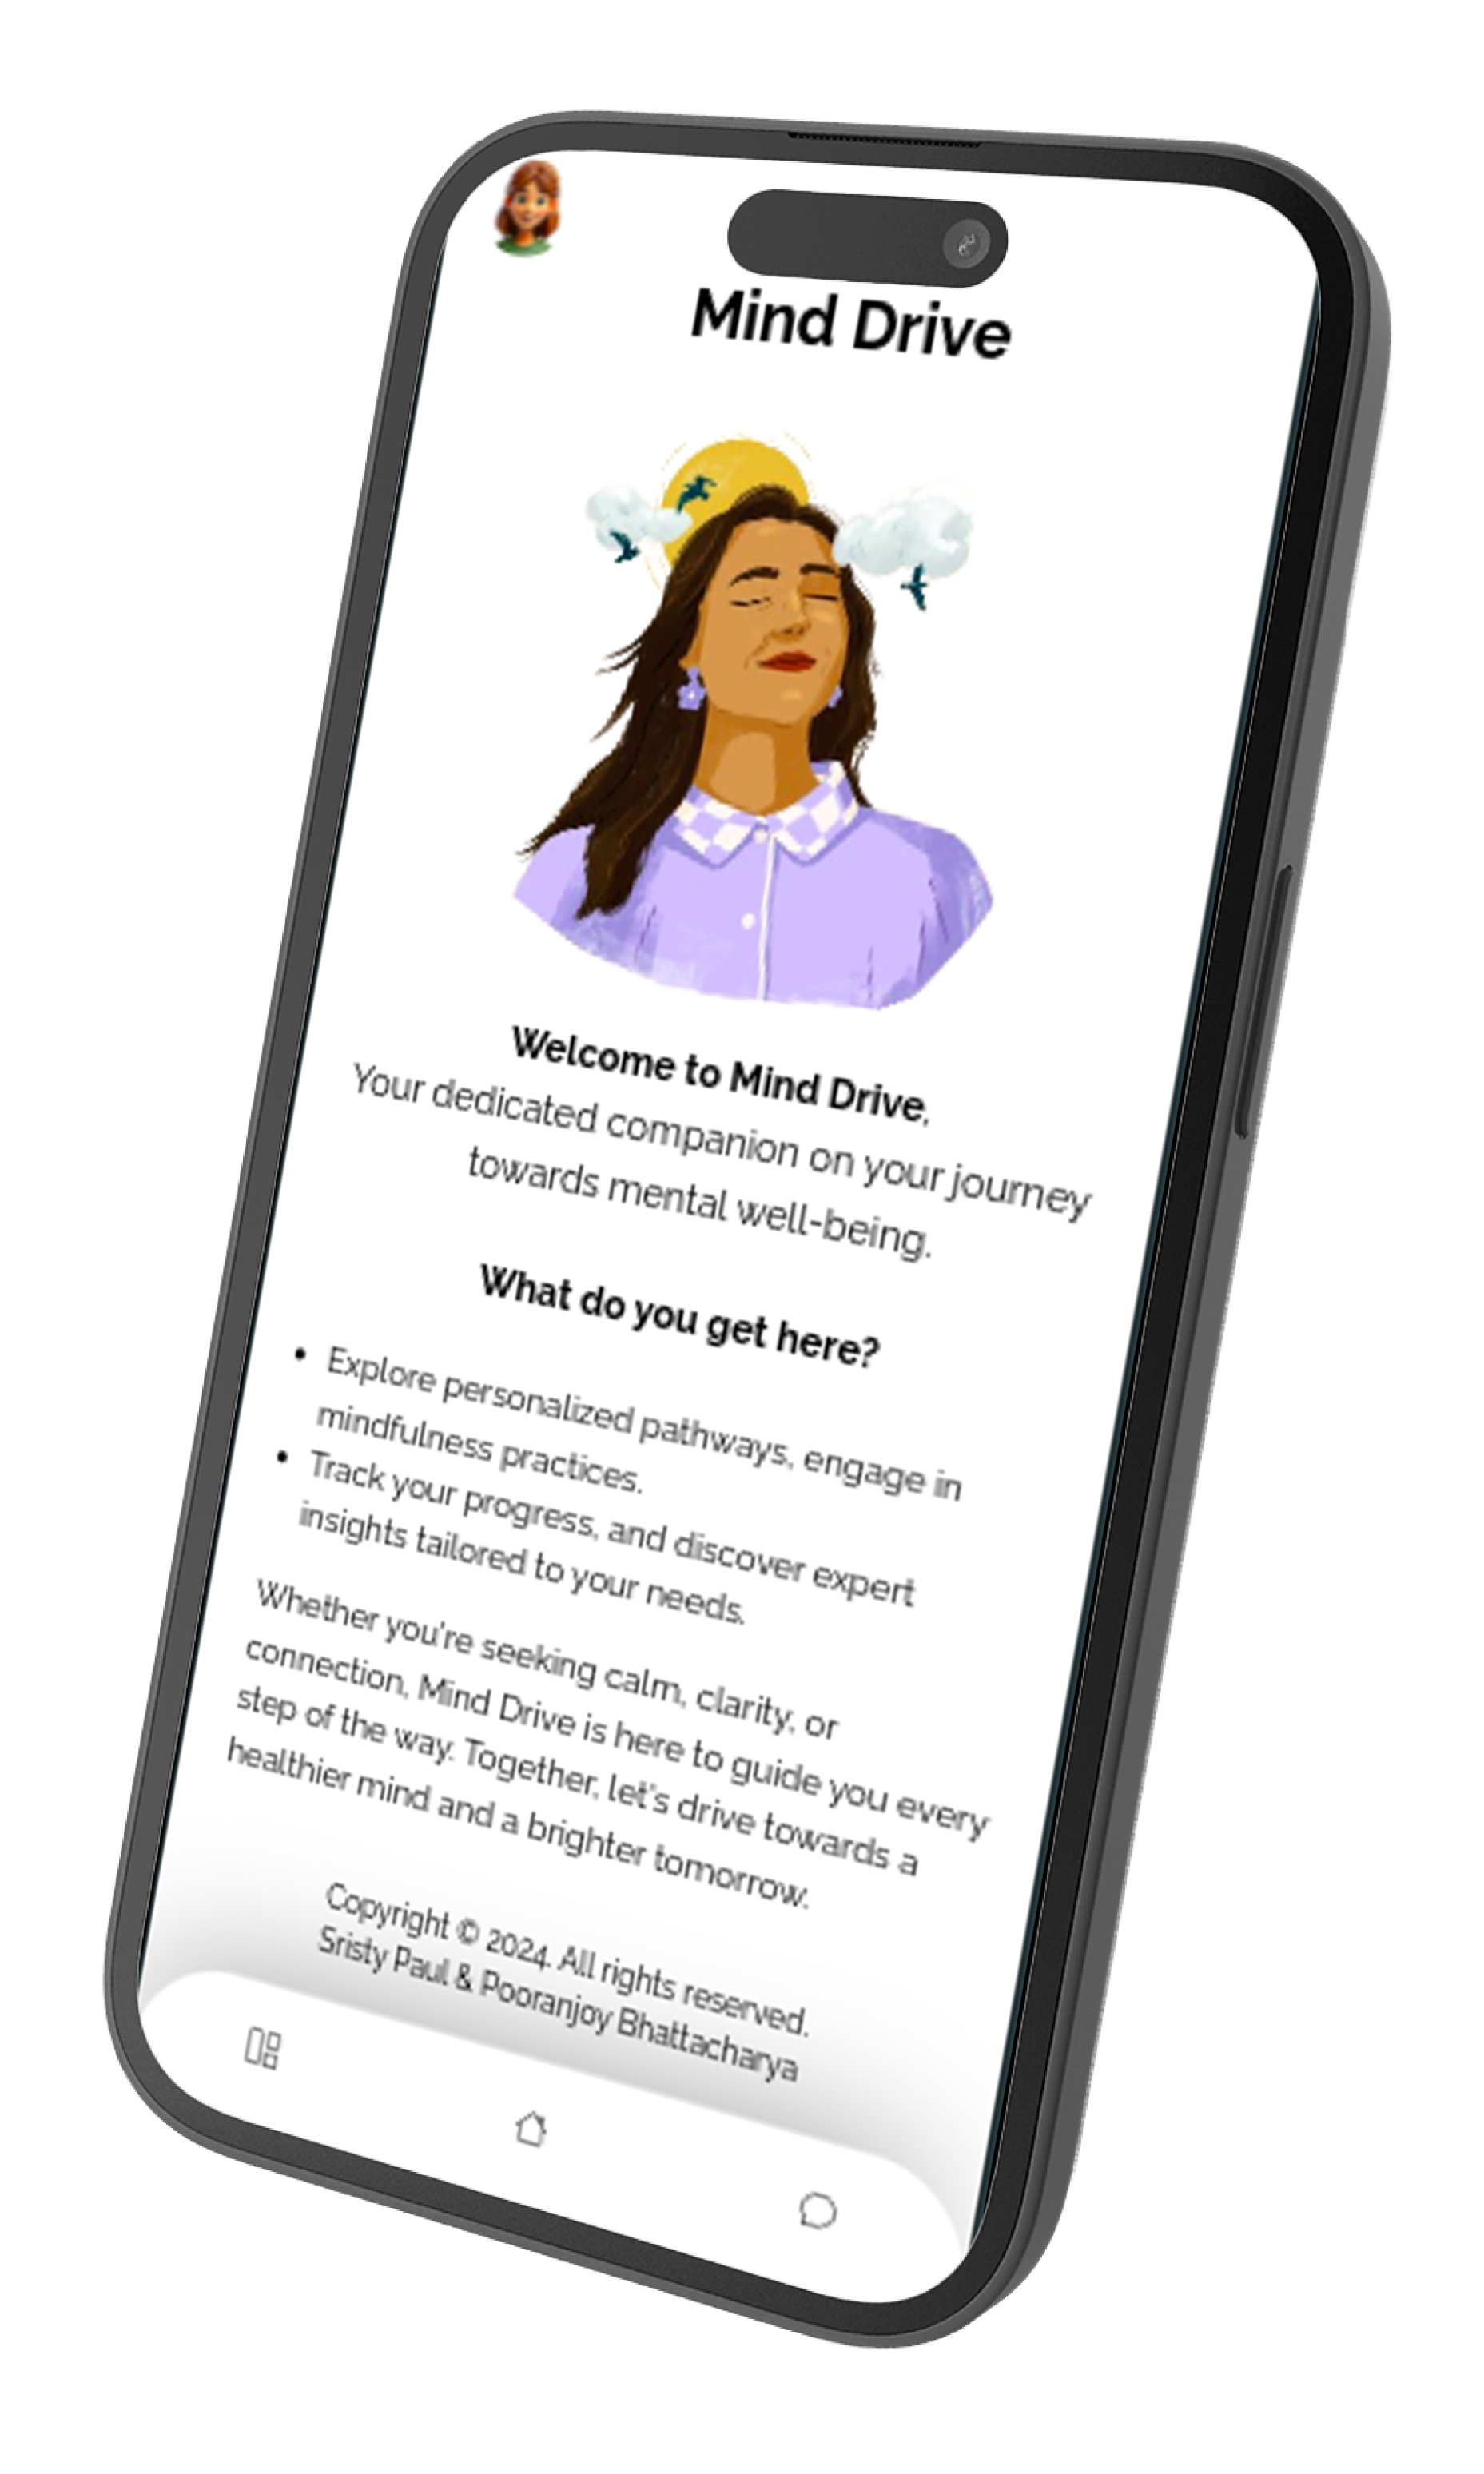 Mind Drive
Welcome to Mind Drive,
Your dedicated companion on your journey
towards mental well-being.
What do you get here?
• Explore personalized pathways, engage in
mindfulness practices.
• Track your progress, and discover expert
insights tailored to your needs.
Whether you're seeking calm, clarity, or
connection, Mind Drive is here to guide you every
step of the way. Together, let's drive towards a
healthier mind and a brighter tomorrow.
Copyright © 2024. All rights reserved.
Sristy Paul & Pooranjoy Bhattacharya